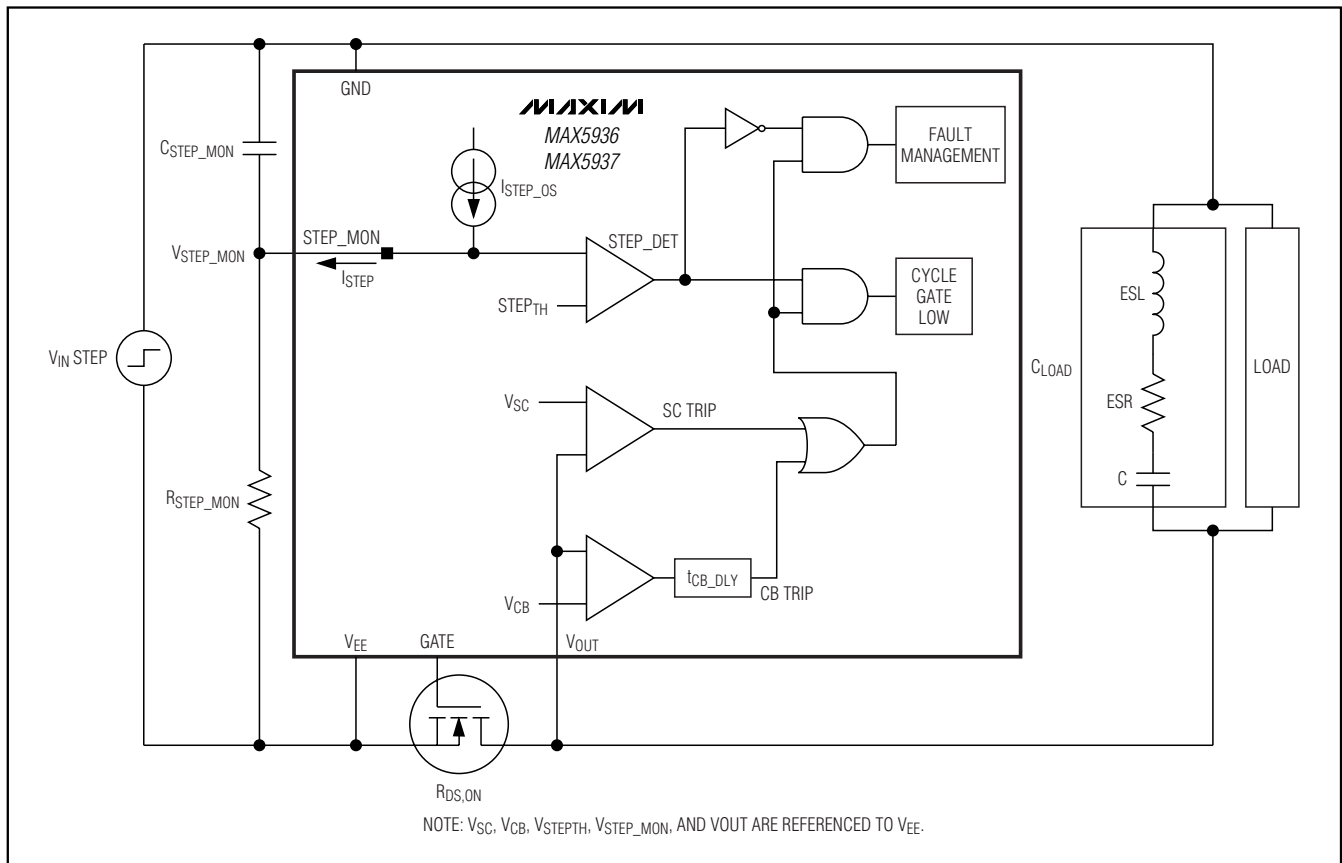 GND
MAXIM
MAX5936
MAX5937
CSTEP_MON
ISTEP_OS
FAULT
MANAGEMENT
STEP_MON
STEP_DET
VSTEP_MON
ISTEP
STEPTH
CYCLE
GATE
LOW
VIN STEP
ESL
CLOAD
LOAD
VSC
SC TRIP
ESR
C
RSTEP_MON
tCB_DLY
CB TRIP
VCB
VEE
GATE
VOUT
RDS,ON
NOTE: VSC, VCB, VSTEPTH, VSTEP_MON, AND VOUT ARE REFERENCED TO VEE.